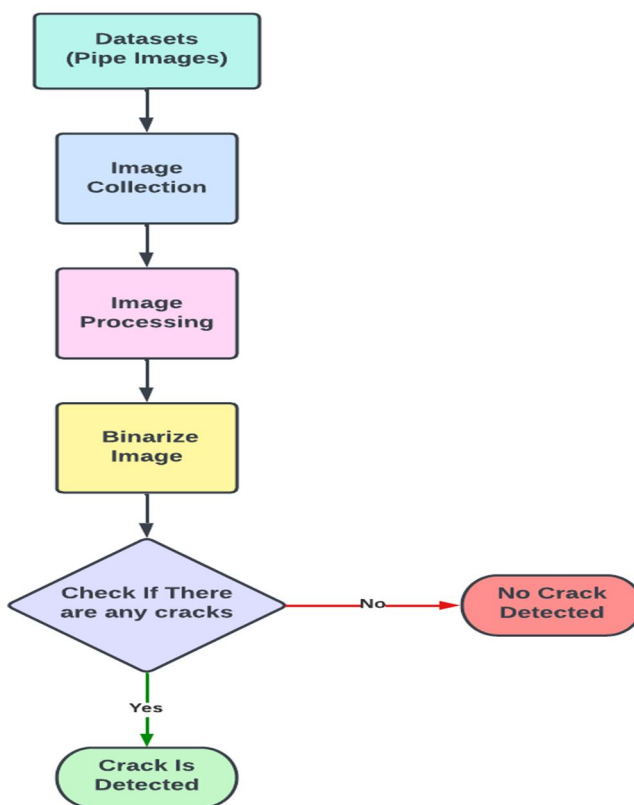 Datasets
(Pipe Images)
Image
Collection
Image
Processing
Binarize
Image
Check If There
are any cracks
No
No Crack
Detected
Yes
Crack Is
Detected